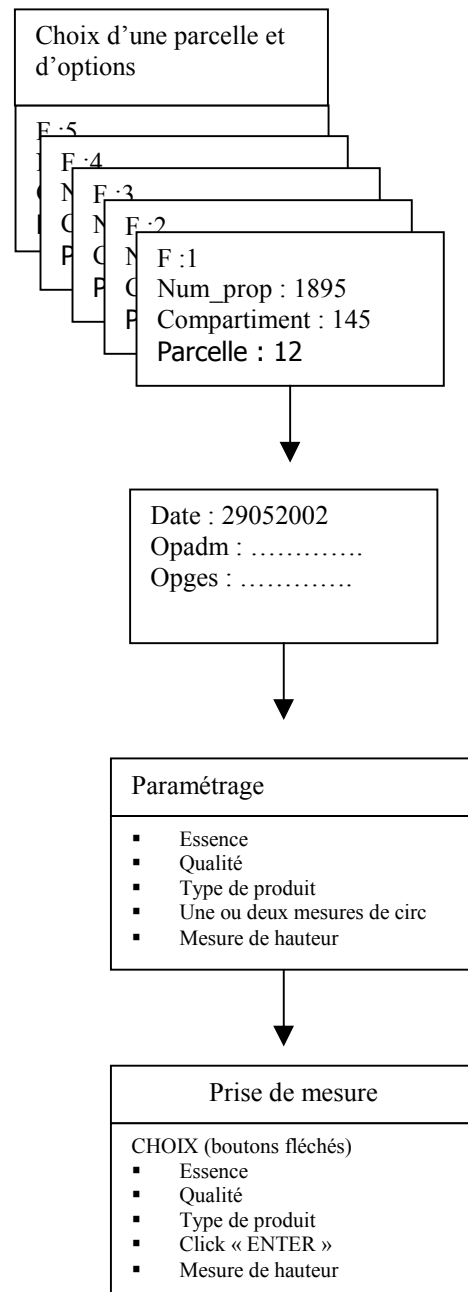 Choix d’une parcelle et
d’options
F :5
F :4
N
F :3
C
N
P
F :2
C
N
P
C
P
F :1
Num_prop : 1895
Compartiment : 145
Parcelle : 12
Date : 29052002
Opadm : ………….
Opges : ………….
Paramétrage
▪ Essence
▪ Qualité
▪ Type de produit
▪ Une ou deux mesures de circ
▪ Mesure de hauteur
Prise de mesure
CHOIX (boutons fléchés)
▪ Essence
▪ Qualité
▪ Type de produit
▪ Click « ENTER »
▪ Mesure de hauteur